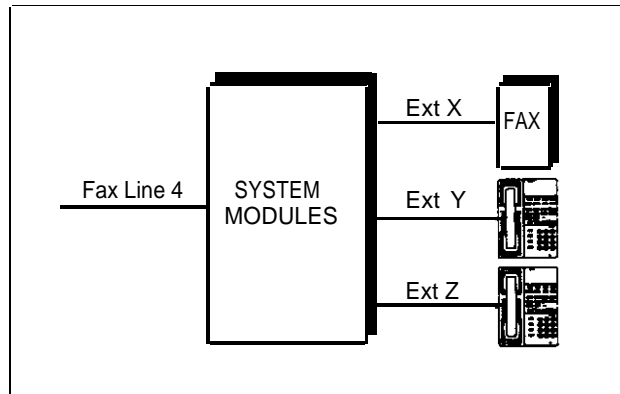 Ext X
FAX
Fax Line 4
SYSTEM
MODULES
Ext Y
Ext Z